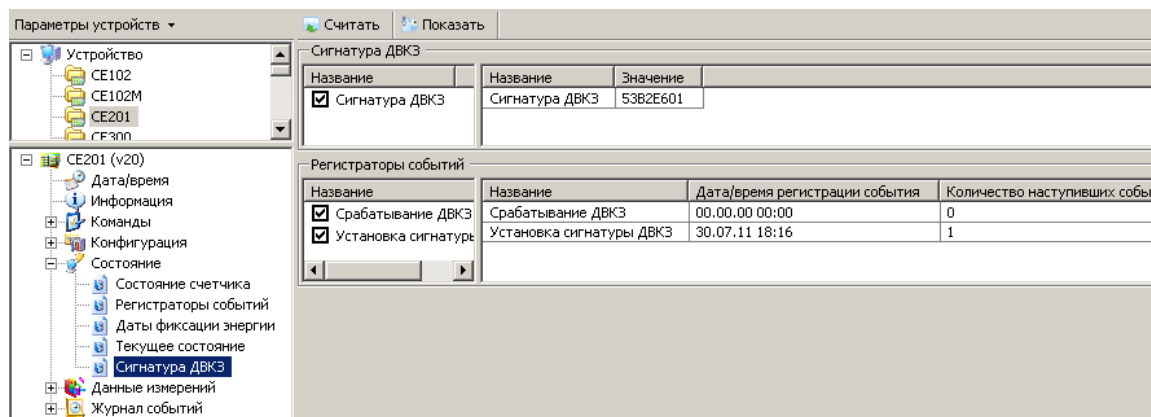 Параметры устройств
Считать
Показать
Устройство
CE102
CE102M
CE201
CE300
CE201 (v20)
Дата/время
Информация
Команды
Конфигурация
Состояние
Состояние счетчика
Регистраторы событий
Даты фиксации энергии
Текущее состояние
Сигнатура ДВКЗ
Данные измерений
Журнал событий
Сигнатура ДВКЗ
Название
Сигнатура ДВКЗ
Название Значение
Сигнатура ДВКЗ 53B2E601
Регистраторы событий
Название
Срабатывание ДВКЗ
Установка сигнатуры
Название Дата/время регистрации события Количество наступивших собы
Срабатывание ДВКЗ 00.00.00 00:00 0
Установка сигнатуры ДВКЗ 30.07.11 18:16 1